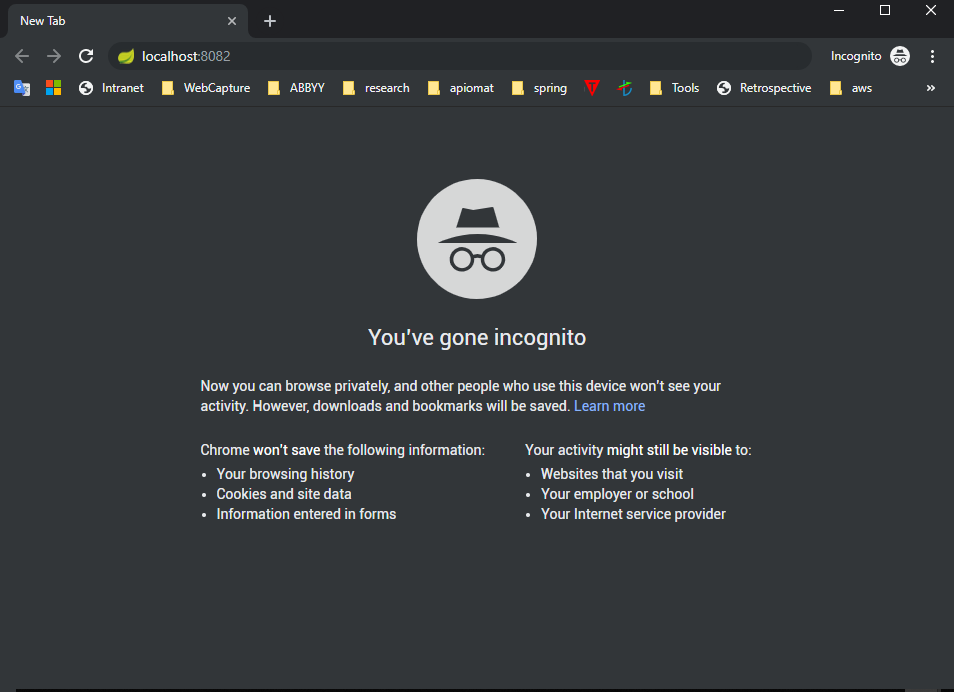 New Tab
localhost:8082
Incognito
Intranet WebCapture ABBYY research apiomat spring Tools Retrospective aws »
You've gone incognito
Now you can browse privately, and other people who use this device won't see your
activity. However, downloads and bookmarks will be saved. Learn more
Chrome won't save the following information:
• Your browsing history
• Cookies and site data
• Information entered in forms
Your activity might still be visible to:
• Websites that you visit
• Your employer or school
• Your Internet service provider